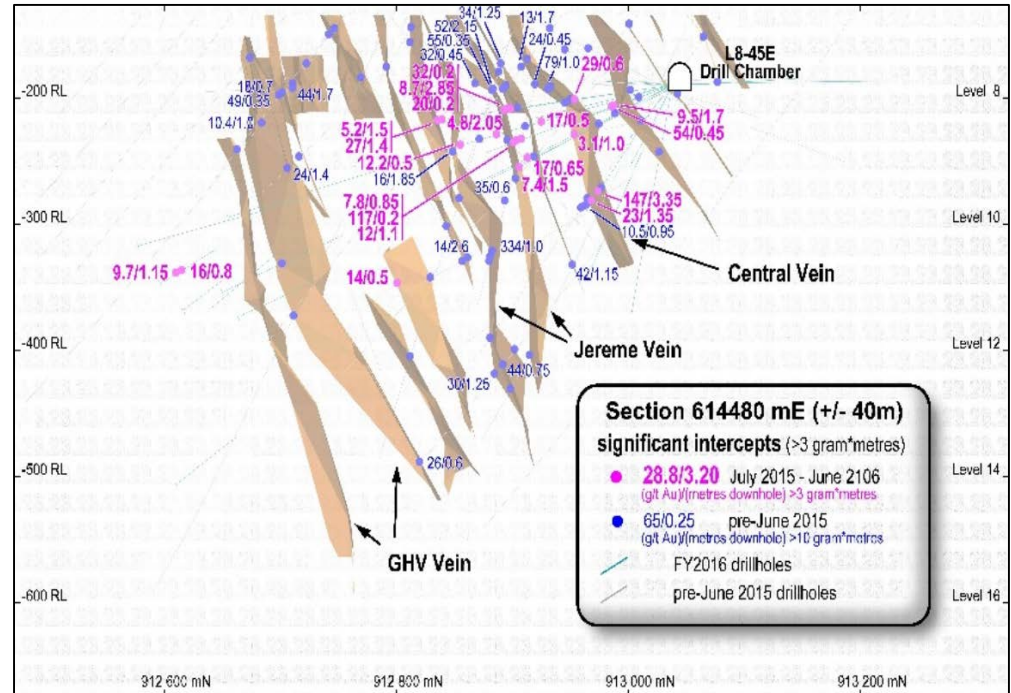 34/1.25
13/1.7
52/2.15
24/0.45
55/0.35
32/0.45
79/1.0
29/0.6
L8-45E
Drill Chamber
32/0.2
8.7/2.85
20/0.2
-200 RL
Level 8
18/0.7
49/0.35
44/1.7
9.5/1.7
54/0.45
10.4/1.2
5.2/1.5
27/1.4
4.8/2.05
17/0.5
3.1/1.0
12.2/0.5
16/1.85
24/1.4
17/0.65
7.4/1.5
35/0.6
7.8/0.85
117/0.2
12/1.1
147/3.35
23/1.35
10.5/0.95
-300 RL
Level 10
14/2.6
334/1.0
9.7/1.15
16/0.8
14/0.5
42/1.15
Central Vein
-400 RL
Level 12
Jereme Vein
30/1.25
44/0.75
26/0.6
-500 RL
Level 14
GHV Vein
-600 RL
Level 16
Section 614480 mE (+/- 40m)
significant intercepts (>3 gram*metres)
28.8/3.20 July 2015 - June 2106
(g/t Au)/(metres downhole) >3 gram*metres
65/0.25 pre-June 2015
(g/t Au)/(metres downhole) >10 gram*metres
FY2016 drillholes
pre-June 2015 drillholes
912 600 mN
912 800 mN
913 000 mN
913 200 mN